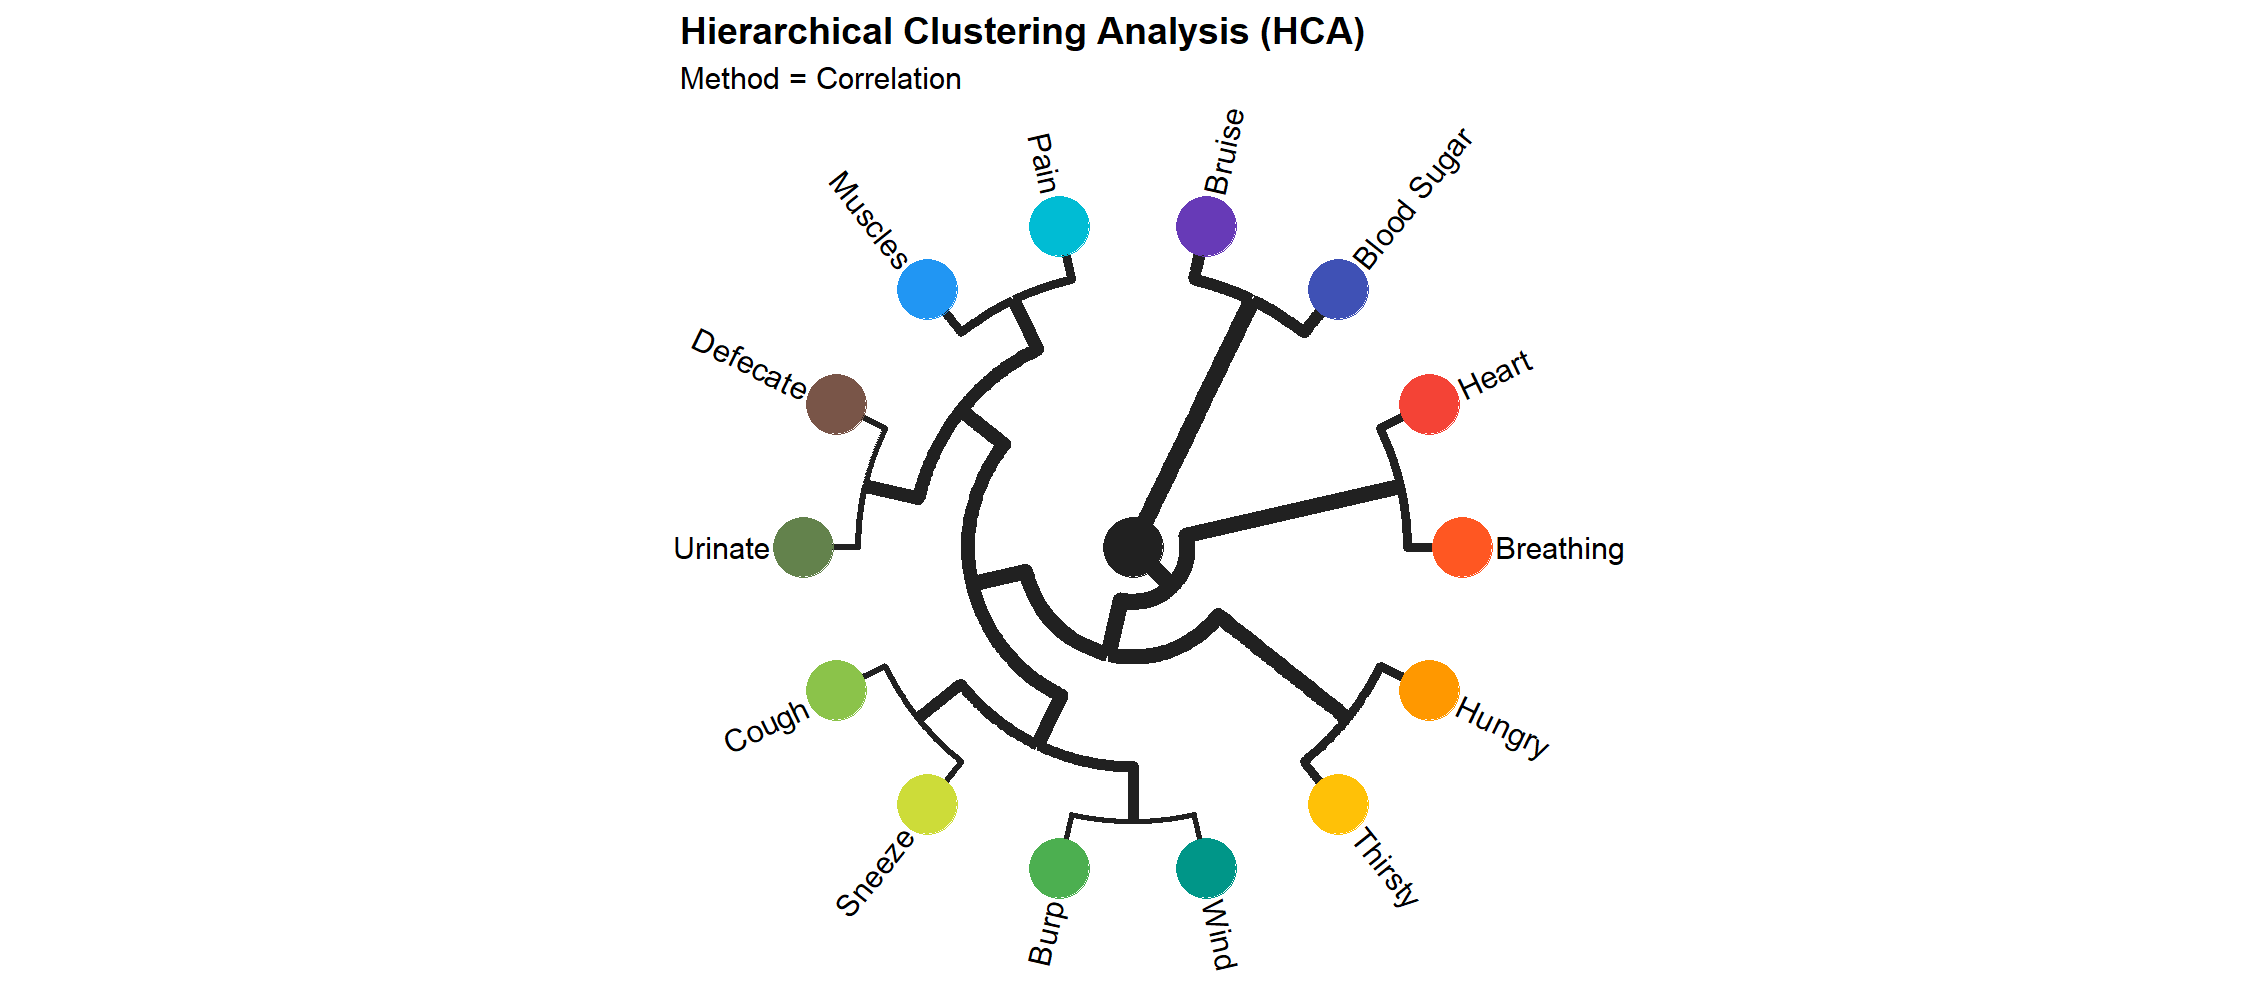 Hierarchical Clustering Analysis (HCA)
Method = Correlation
Bruise
Blood Sugar
Heart
Breathing
Hungry
Thirsty
Wind
Burp
Sneeze
Cough
Urinate
Defecate
Muscles
Pain